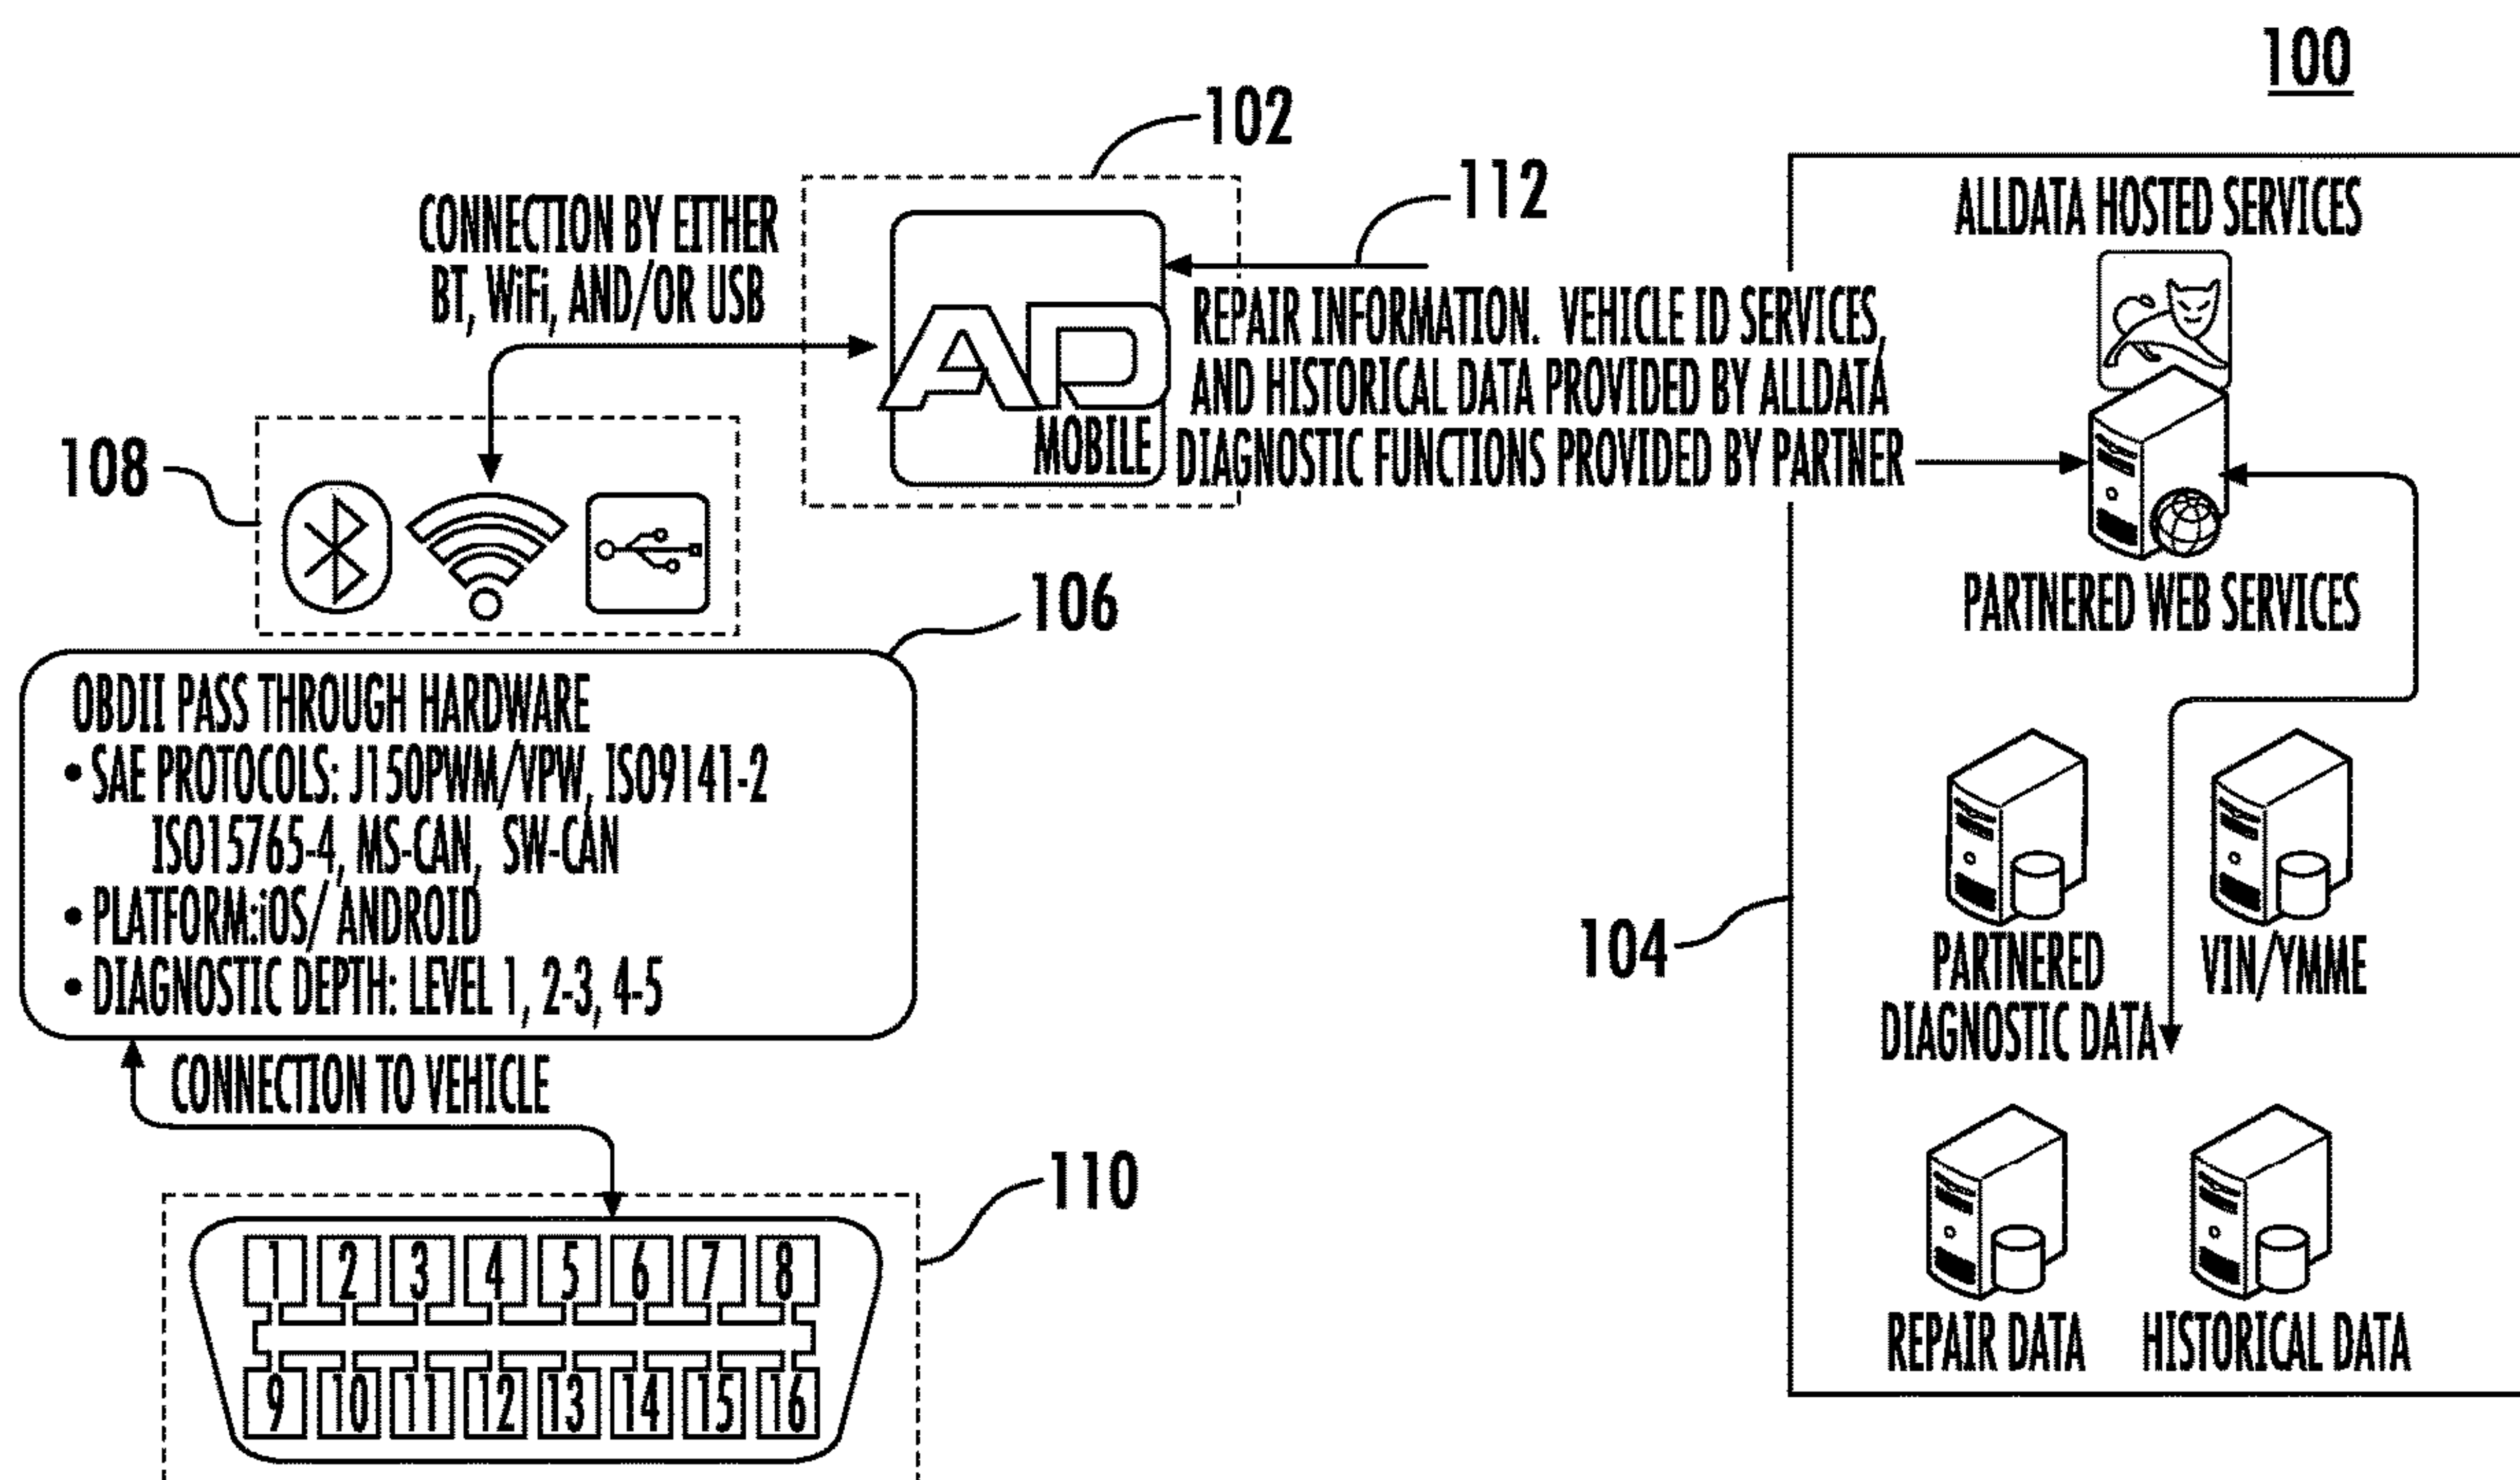 100
102
112
CONNECTION BY EITHER
BT, WiFi, AND/OR USB
AD
MOBILE
REPAIR INFORMATION. VEHICLE ID SERVICES,
AND HISTORICAL DATA PROVIDED BY ALLDATA
DIAGNOSTIC FUNCTIONS PROVIDED BY PARTNER
ALLDATA HOSTED SERVICES
PARTNERED WEB SERVICES
108
106
OBDII PASS THROUGH HARDWARE
• SAE PROTOCOLS: J150PWM/VPW, ISO9141-2
ISO15765-4, MS-CAN, SW-CAN
• PLATFORM:iOS/ ANDROID
• DIAGNOSTIC DEPTH: LEVEL 1, 2-3, 4-5
104
PARTNERED
DIAGNOSTIC DATA
VIN/YMME
CONNECTION TO VEHICLE
110
1 2 3 4 5 6 7 8
9 10 11 12 13 14 15 16
REPAIR DATA
HISTORICAL DATA